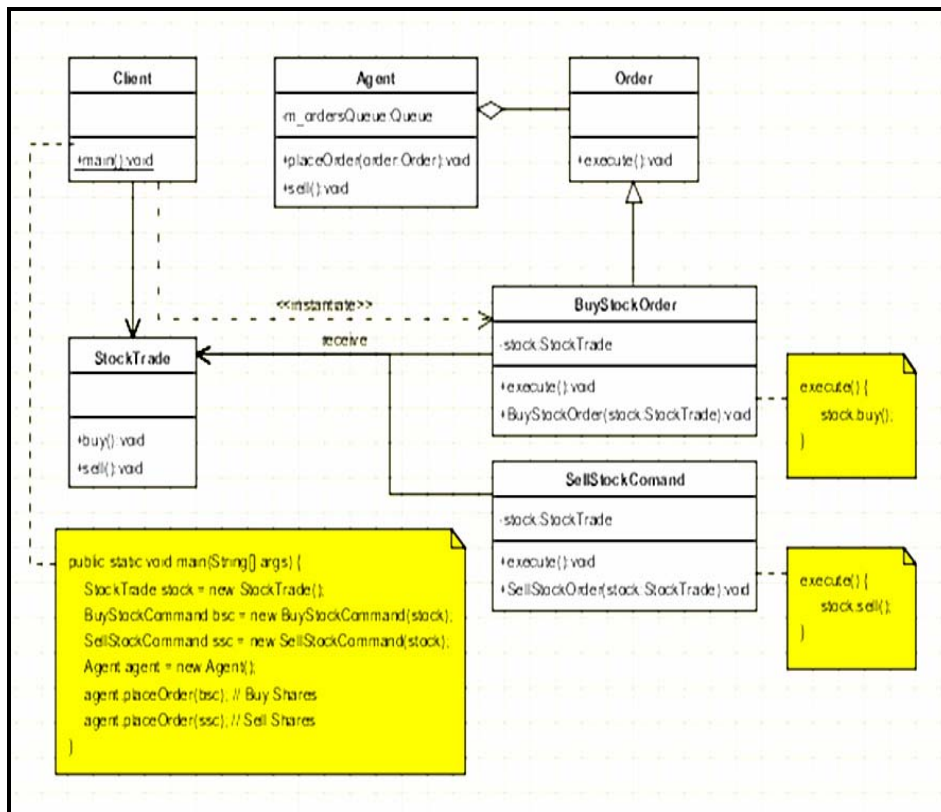 Client
+main():void
Agent
-m_ordersQueue:Queue
+placeOrder(order:Order):void
+sell():void
Order
+execute():void
<<instantiate>>
receive
StockTrade
+buy():void
+sell():void
BuyStockOrder
-stock:StockTrade
+execute():void
+BuyStockOrder(stock:StockTrade):void
execute() {
stock.buy();
}
SellStockComand
-stock:StockTrade
+execute():void
+SellStockOrder(stock:StockTrade):void
execute() {
stock.sell();
}
public static void main(String[] args) {
StockTrade stock = new StockTrade();
BuyStockCommand bsc = new BuyStockCommand(stock);
SellStockCommand ssc = new SellStockCommand(stock);
Agent agent = new Agent();
agent.placeOrder(bsc); // Buy Shares
agent.placeOrder(ssc); // Sell Shares
}